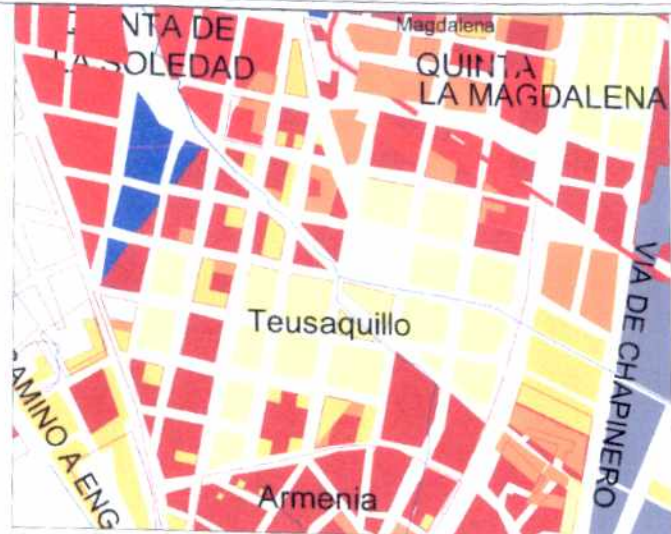 NTA DE
LA SOLEDAD
Magdalena
QUINTA
LA MAGDALENA
Teusaquillo
VIA DE CHAPINERO
AMINO A ENG
Armenia